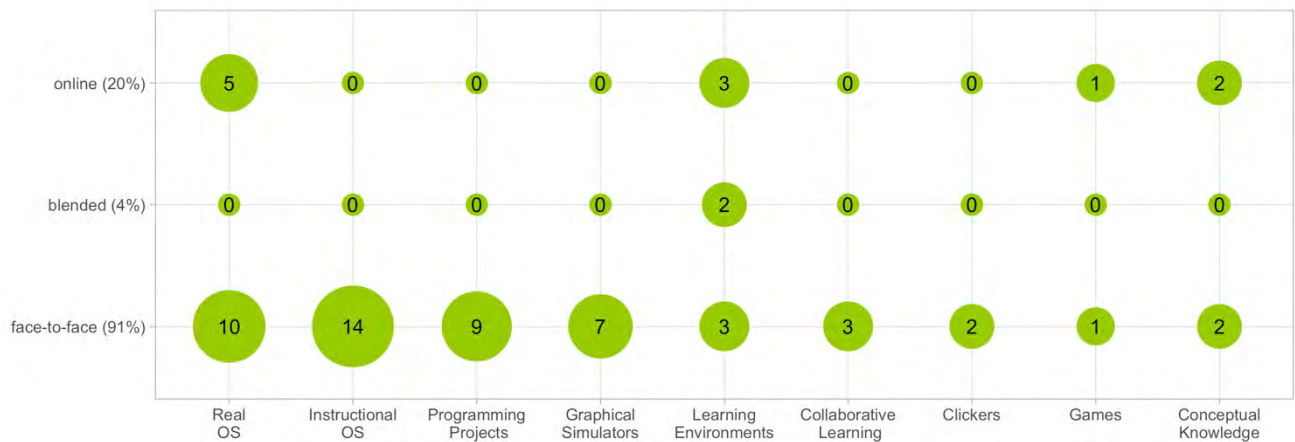 online (20%)
5 0 0 0 3 0 0 1 2
blended (4%)
0 0 0 0 2 0 0 0 0
face-to-face (91%)
10 14 9 7 3 3 2 1 2
Real Instructional Programming Graphical Learning Collaborative Clickers Games Conceptual
OS OS Projects Simulators Environments Learning Knowledge